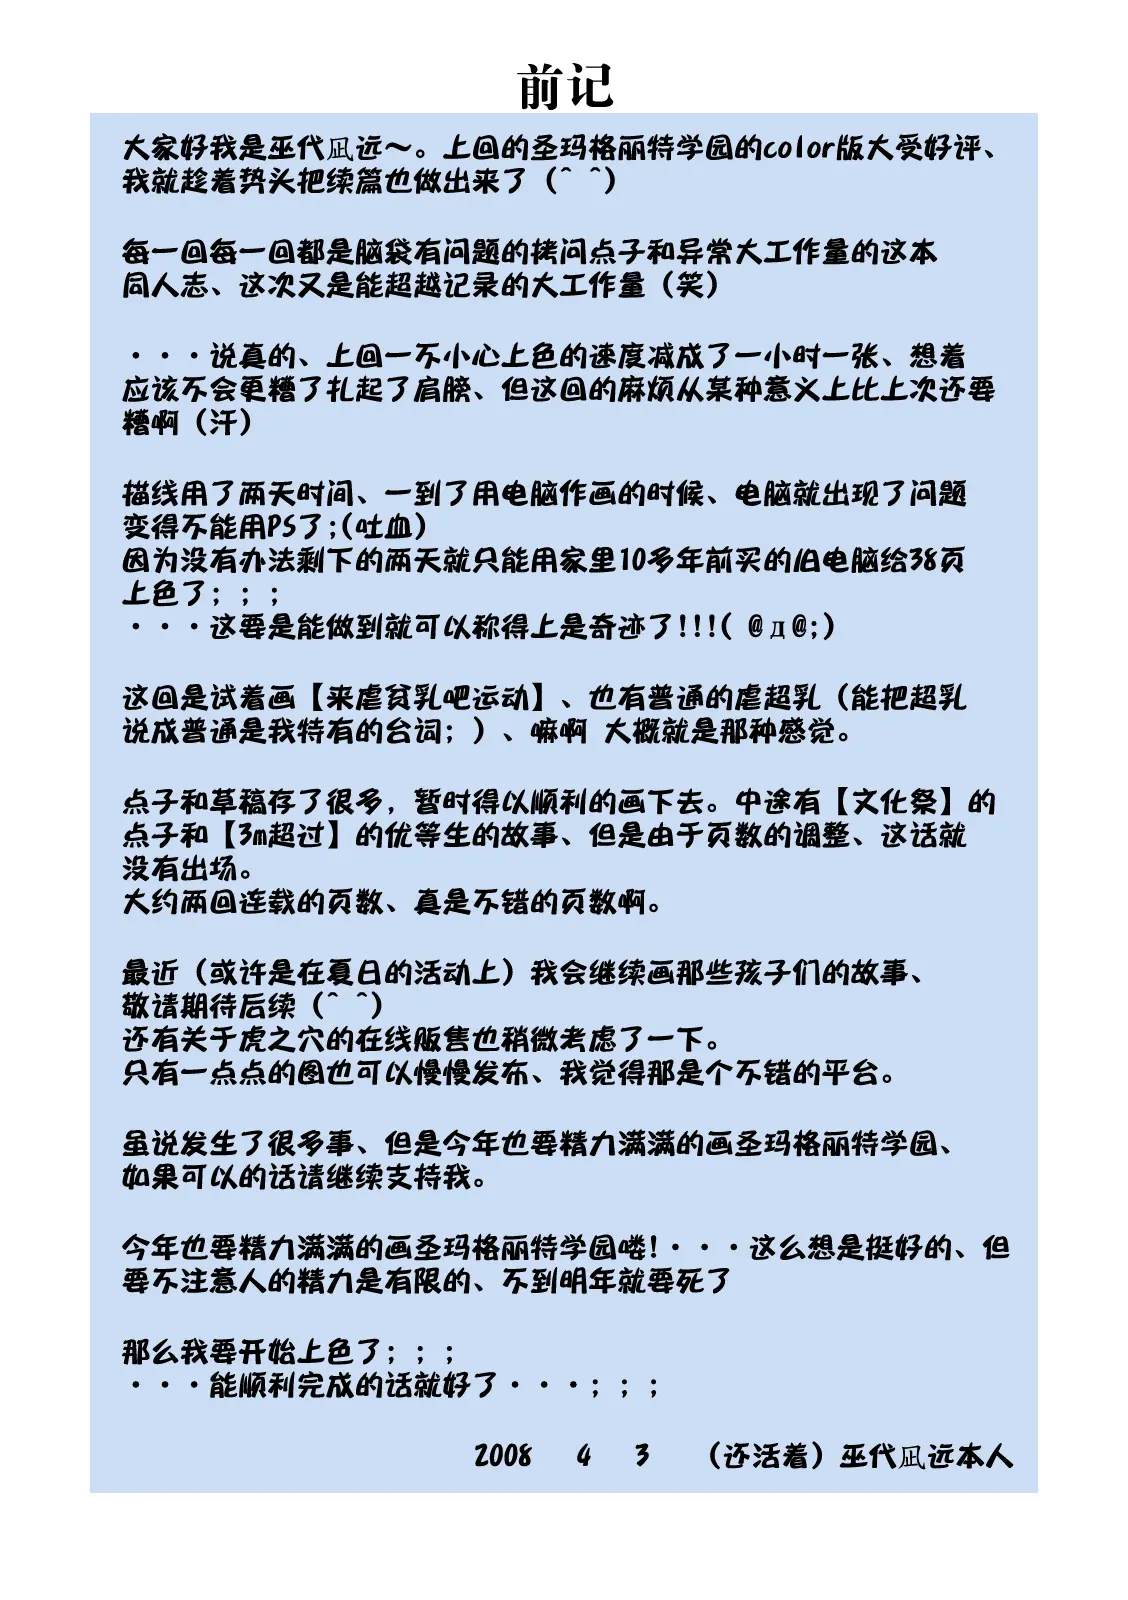 前记
大家好我是巫代凪远～。上回的圣玛格丽特学园的color版大受好评、
我就趁着势头把续篇也做出来了（^ ^）
每一回每一回都是脑袋有问题的拷问点子和异常大工作量的这本
同人志、这次又是能超越记录的大工作量（笑）
・・・说真的、上回一不小心上色的速度减成了一小时一张、想着
应该不会更糟了扎起了肩膀、但这回的麻烦从某种意义上比上次还要
糟啊（汗）
描线用了两天时间、一到了用电脑作画的时候、电脑就出现了问题
变得不能用PS了;(吐血)
因为没有办法剩下的两天就只能用家里10多年前买的旧电脑给38页
上色了；；；
・・・这要是能做到就可以称得上是奇迹了!!!( @д@;)
这回是试着画【来虐贫乳吧运动】、也有普通的虐超乳（能把超乳
说成普通是我特有的台词；）、嘛啊 大概就是那种感觉。
点子和草稿存了很多，暂时得以顺利的画下去。中途有【文化祭】的
点子和【3m超过】的优等生的故事、但是由于页数的调整、这话就
没有出场。
大约两回连载的页数、真是不错的页数啊。
最近（或许是在夏日的活动上）我会继续画那些孩子们的故事、
敬请期待后续（^ ^）
还有关于虎之穴的在线贩售也稍微考虑了一下。
只有一点点的图也可以慢慢发布、我觉得那是个不错的平台。
虽说发生了很多事、但是今年也要精力满满的画圣玛格丽特学园、
如果可以的话请继续支持我。
今年也要精力满满的画圣玛格丽特学园喽!・・・这么想是挺好的、但
要不注意人的精力是有限的、不到明年就要死了
那么我要开始上色了；；；
・・・能顺利完成的话就好了・・・；；；
2008 4 3 （还活着）巫代凪远本人